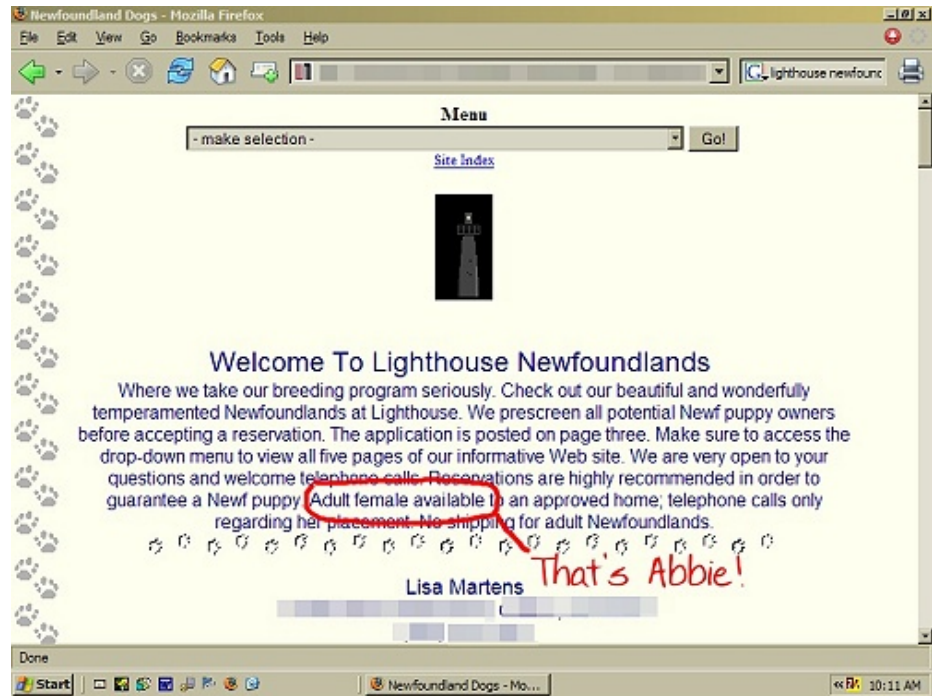 Newfoundland Dogs - Mozilla Firefox
File Edit View Go Bookmarks Tools Help
lighthouse newfounc
Menu
- make selection - Go!
Site Index
Welcome To Lighthouse Newfoundlands
Where we take our breeding program seriously. Check out our beautiful and wonderfully
temperamented Newfoundlands at Lighthouse. We prescreen all potential Newf puppy owners
before accepting a reservation. The application is posted on page three. Make sure to access the
drop-down menu to view all five pages of our informative Web site. We are very open to your
questions and welcome telephone calls. Reservations are highly recommended in order to
guarantee a Newf puppy. Adult female available to an approved home; telephone calls only
regarding her placement. No shipping for adult Newfoundlands.
That's Abbie!
Lisa Martens
Done
Start Newfoundland Dogs - Mo... 10:11 AM